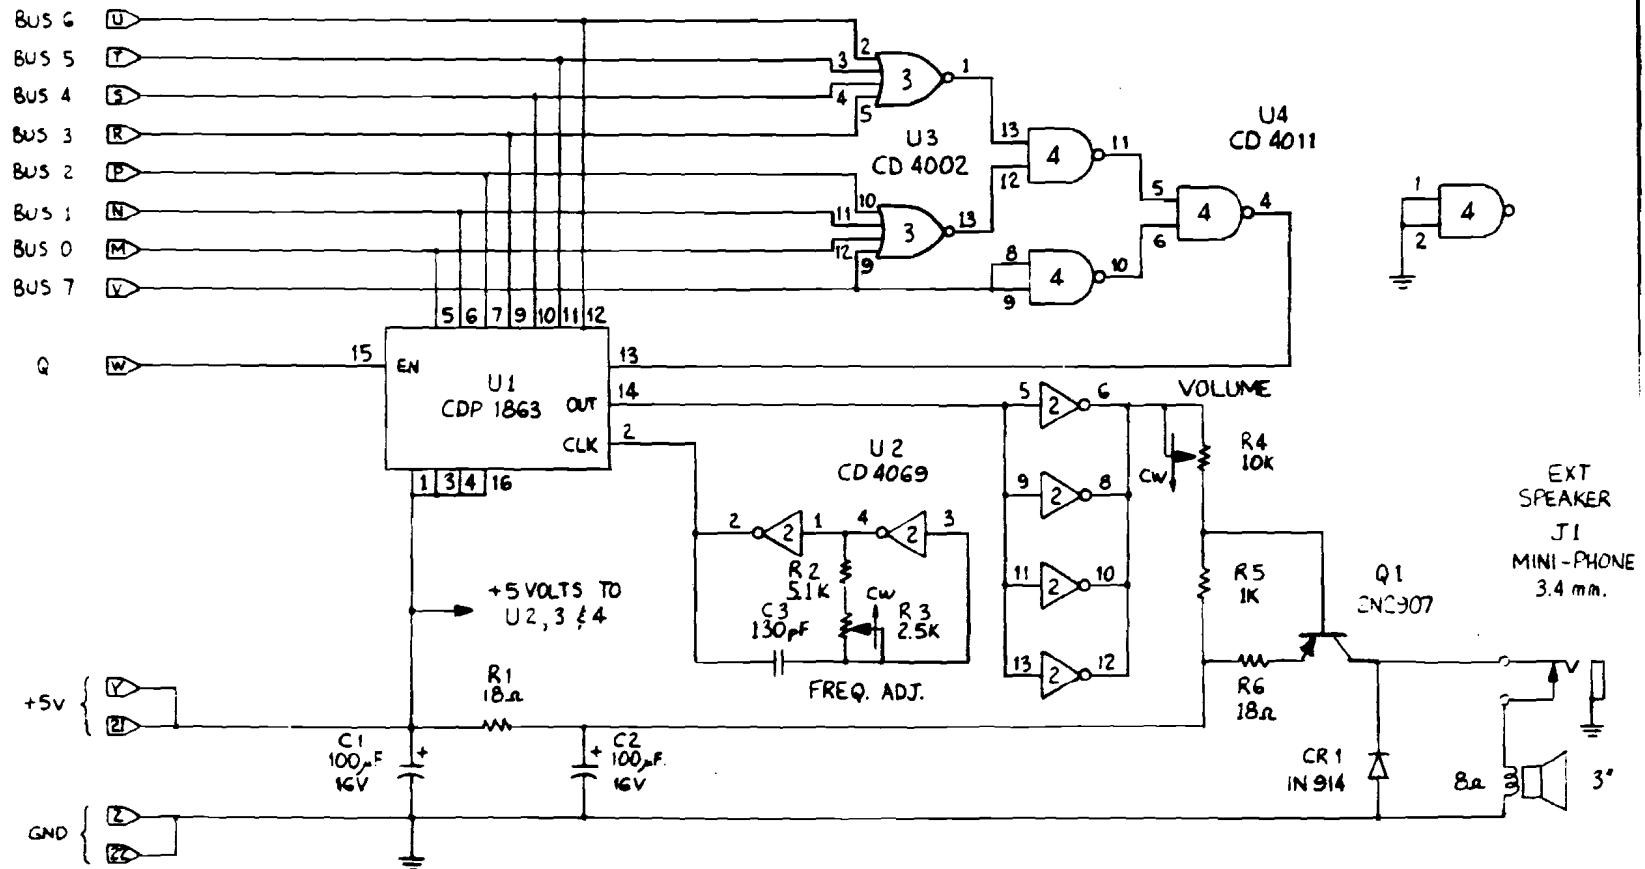 BUS 6 U
BUS 5 T
BUS 4 S
BUS 3 R
BUS 2 P
BUS 1 N
BUS 0 M
BUS 7 V
Q W
2
3
4
5
3
1
U3
CD 4002
10
11
12
9
3
13
13
12
4
11
U4
CD 4011
8
9
4
10
5
6
4
4
1
2
4
5 6 7 9 10 11 12
15 EN
U1
CDP 1863
OUT
CLK
13
14
2
1 3 4 16
U2
CD 4069
2 2 1 4 2 3
R2
5.1K
C3
130pF
CW
R3
2.5K
FREQ. ADJ.
5 2 6
9 2 8
11 2 10
13 2 12
VOLUME
CW
R4
10K
R5
1K
R6
18Ω
Q1
EXT
SPEAKER
J1
MINI-PHONE
3.4 mm.
+5 VOLTS TO
U2, 3 & 4
+5V
Y
21
R1
18Ω
C1
100μF
16V
+
C2
100μF
16V
+
CR1
IN 914
8Ω
3"
GND
Z
22